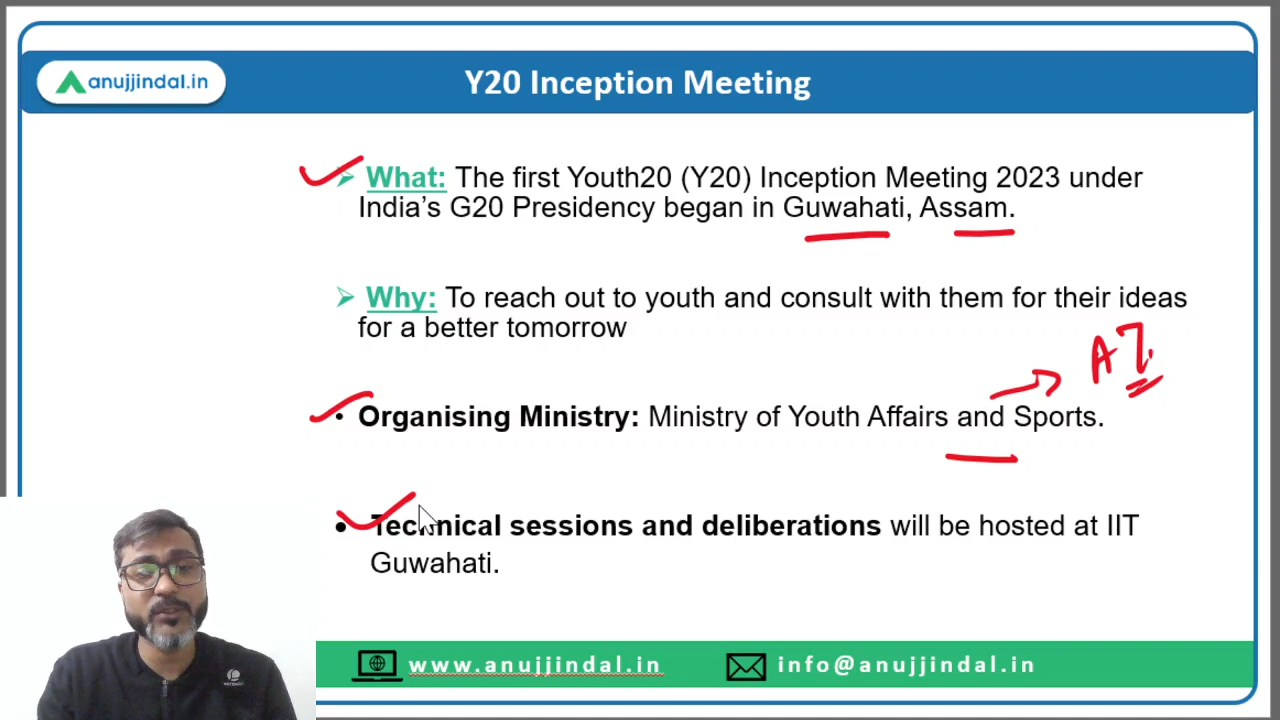 anujjindal.in
Y20 Inception Meeting
What: The first Youth20 (Y20) Inception Meeting 2023 under
India’s G20 Presidency began in Guwahati, Assam.
Why: To reach out to youth and consult with them for their ideas
for a better tomorrow
• Organising Ministry: Ministry of Youth Affairs and Sports.
• Technical sessions and deliberations will be hosted at IIT
Guwahati.
www.anujjindal.in info@anujjindal.in